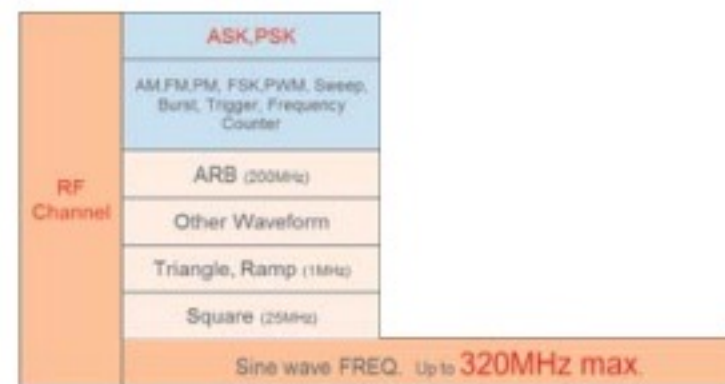 ASK,PSK
AM,FM,PM, FSK,PWM, Sweep,
Burst, Trigger, Frequency
Counter
RF
Channel
ARB (200MHz)
Other Waveform
Triangle, Ramp (1MHz)
Square (25MHz)
Sine wave FREQ. Up to 320MHz max.